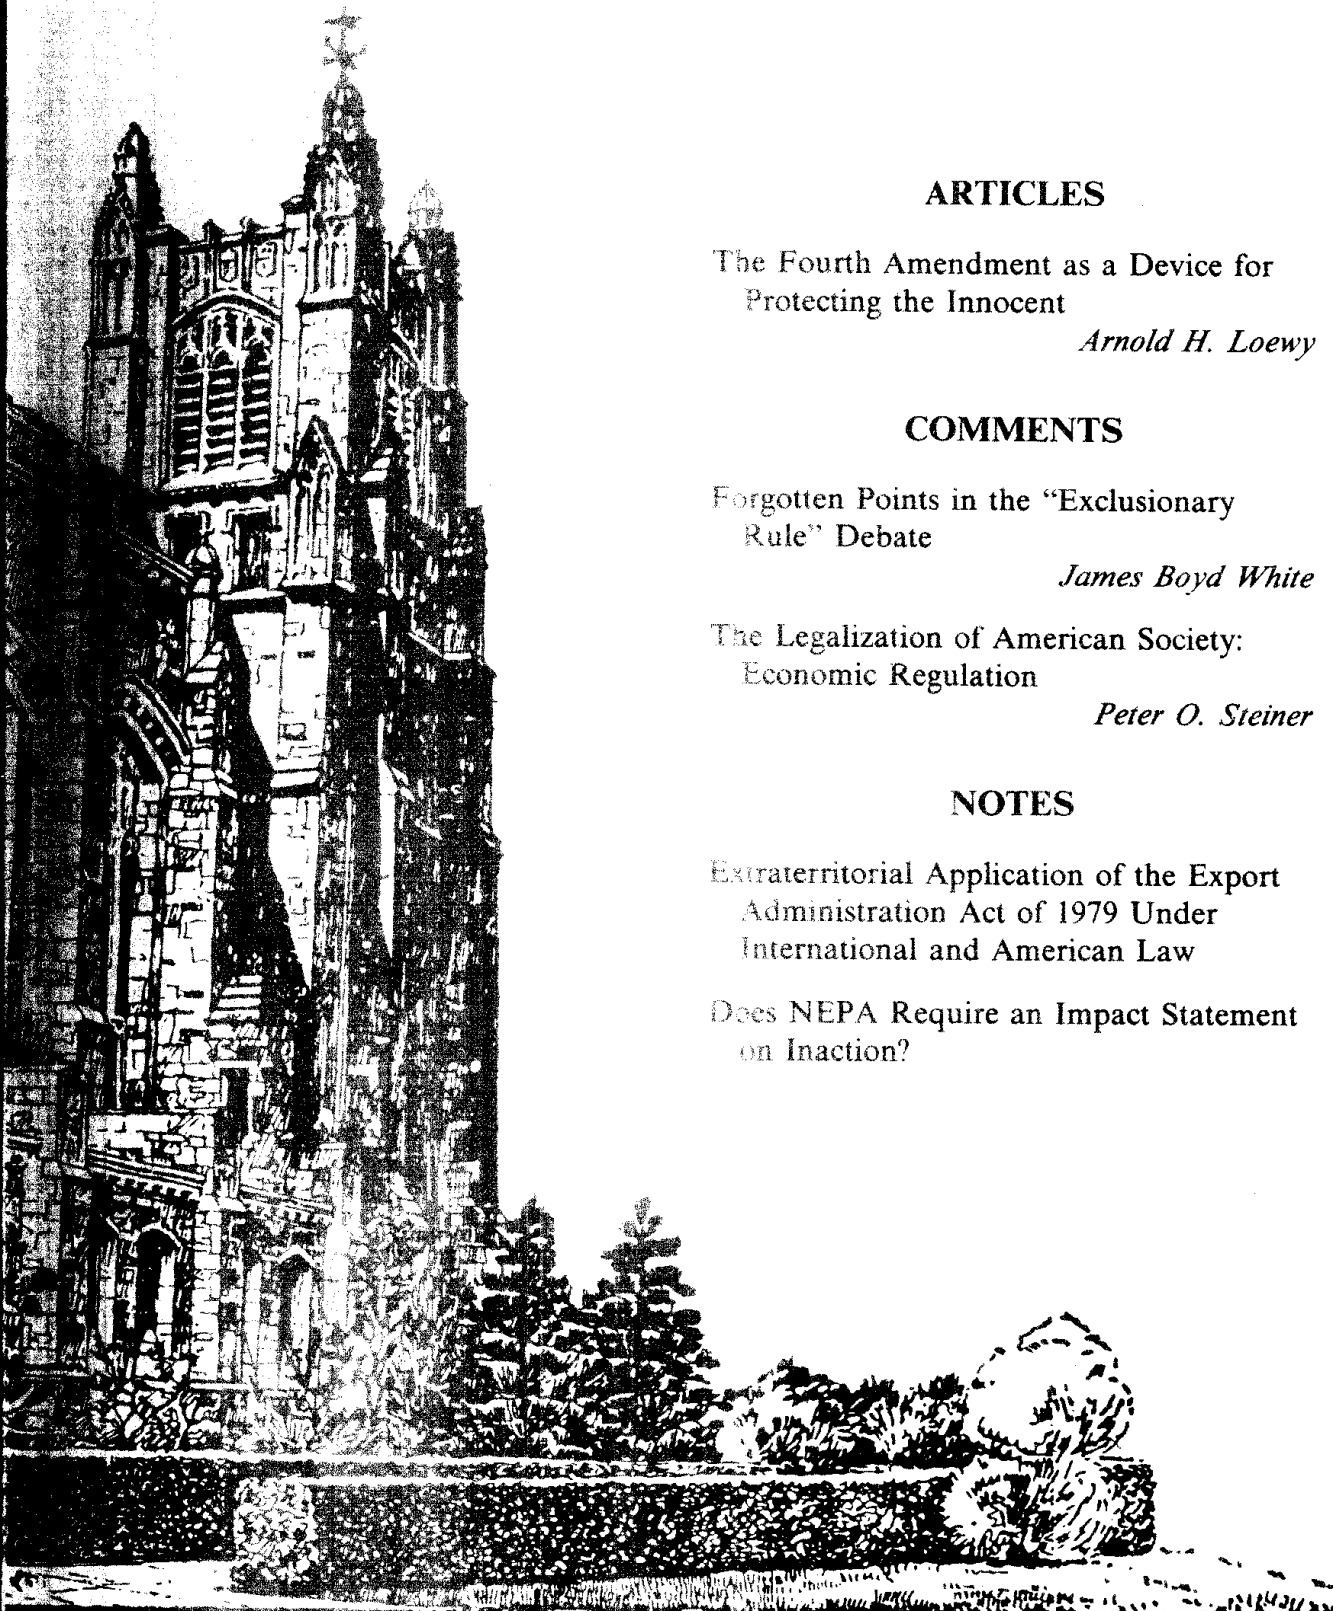 ARTICLES
The Fourth Amendment as a Device for
Protecting the Innocent
Arnold H. Loewy
COMMENTS
Forgotten Points in the “Exclusionary
Rule” Debate
James Boyd White
The Legalization of American Society:
Economic Regulation
Peter O. Steiner
NOTES
Extraterritorial Application of the Export
Administration Act of 1979 Under
International and American Law
Does NEPA Require an Impact Statement
on Inaction?